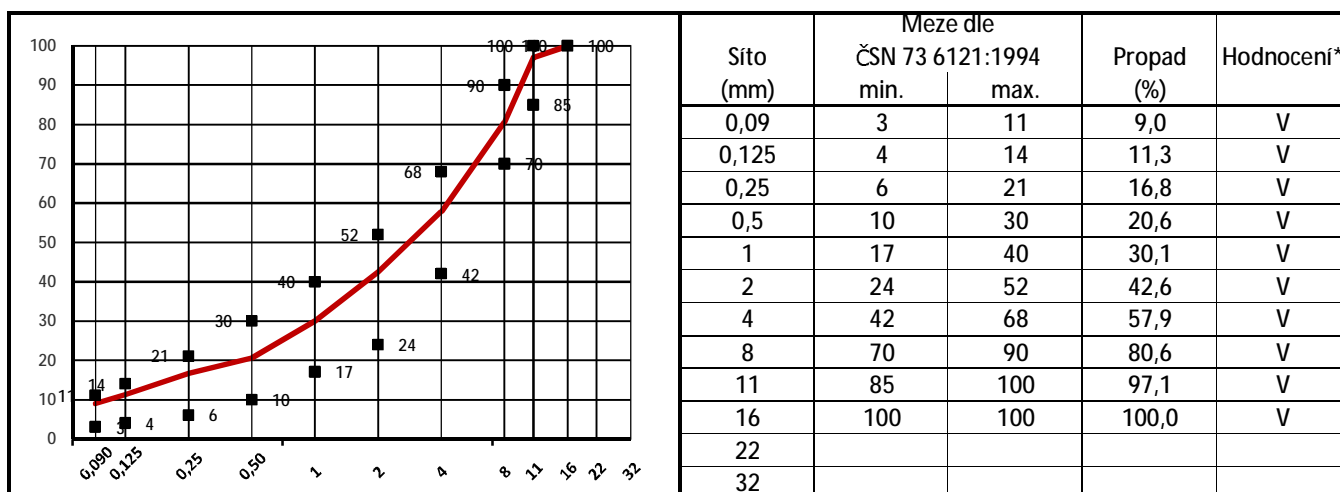 100
90
80
70
60
50
40
30
20
10
0
100 100 100
90
85
70
68
52
42
40
30
24
21
17
14
11
10
6
4
3
0,090 0,125 0,25 0,50 1 2 4 8 11 16 22 32
Meze dle
Síto ČSN 73 6121:1994 Propad Hodnocení*
(mm) min. max. (%)
0,09 3 11 9,0 V
0,125 4 14 11,3 V
0,25 6 21 16,8 V
0,5 10 30 20,6 V
1 17 40 30,1 V
2 24 52 42,6 V
4 42 68 57,9 V
8 70 90 80,6 V
11 85 100 97,1 V
16 100 100 100,0 V
22
32